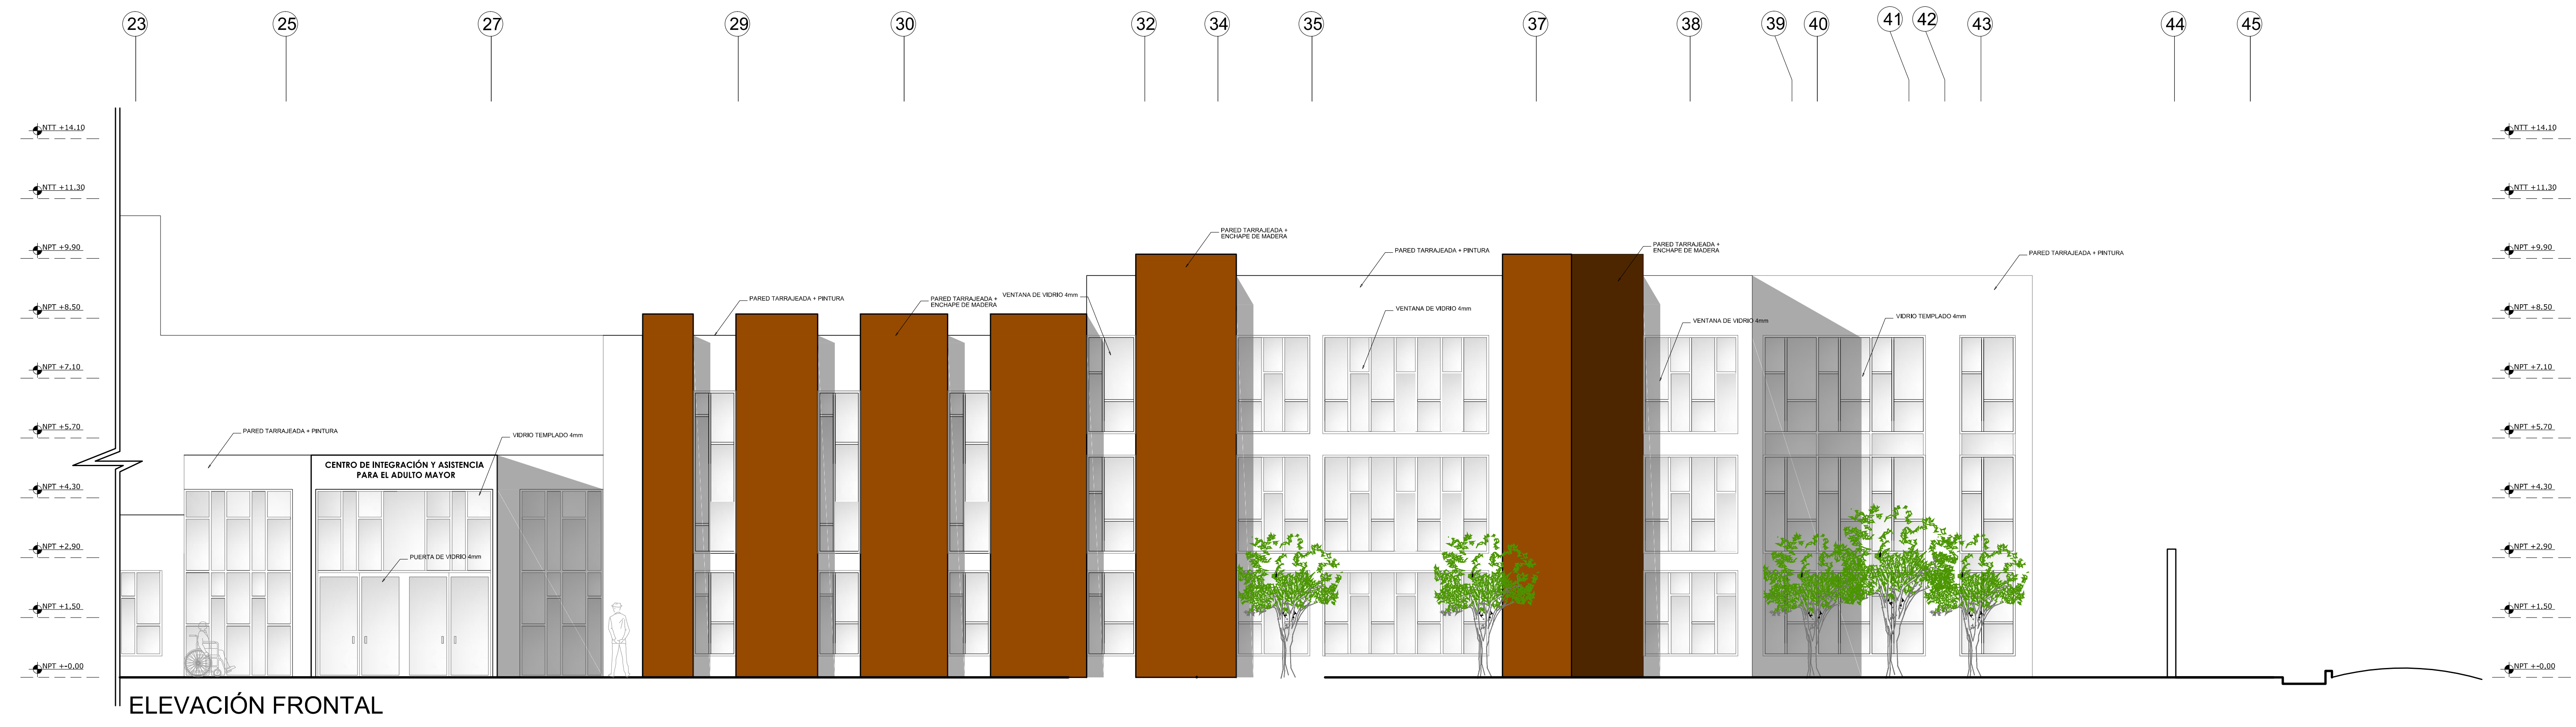 23 25 27 29 30 32 34 35 37 38 39 40 41 42 43 44 45
NTT +14.10
NTT +14.10
NTT +11.30
NTT +11.30
NPT +9.90
NPT +9.90
NPT +8.50
NPT +8.50
NPT +7.10
NPT +7.10
NPT +5.70
NPT +5.70
NPT +4.30
NPT +4.30
NPT +2.90
NPT +2.90
NPT +1.50
NPT +1.50
NPT +-0.00
NPT +-0.00
PARED TARRAJEADA + PINTURA
CENTRO DE INTEGRACIÓN Y ASISTENCIA
PARA EL ADULTO MAYOR
VIDRIO TEMPLADO 4mm
PUERTA DE VIDRIO 4mm
PARED TARRAJEADA + PINTURA
PARED TARRAJEADA +
ENCHAPE DE MADERA
VENTANA DE VIDRIO 4mm
PARED TARRAJEADA +
ENCHAPE DE MADERA
PARED TARRAJEADA + PINTURA
VENTANA DE VIDRIO 4mm
PARED TARRAJEADA +
ENCHAPE DE MADERA
VENTANA DE VIDRIO 4mm
VIDRIO TEMPLADO 4mm
PARED TARRAJEADA + PINTURA
ELEVACIÓN FRONTAL